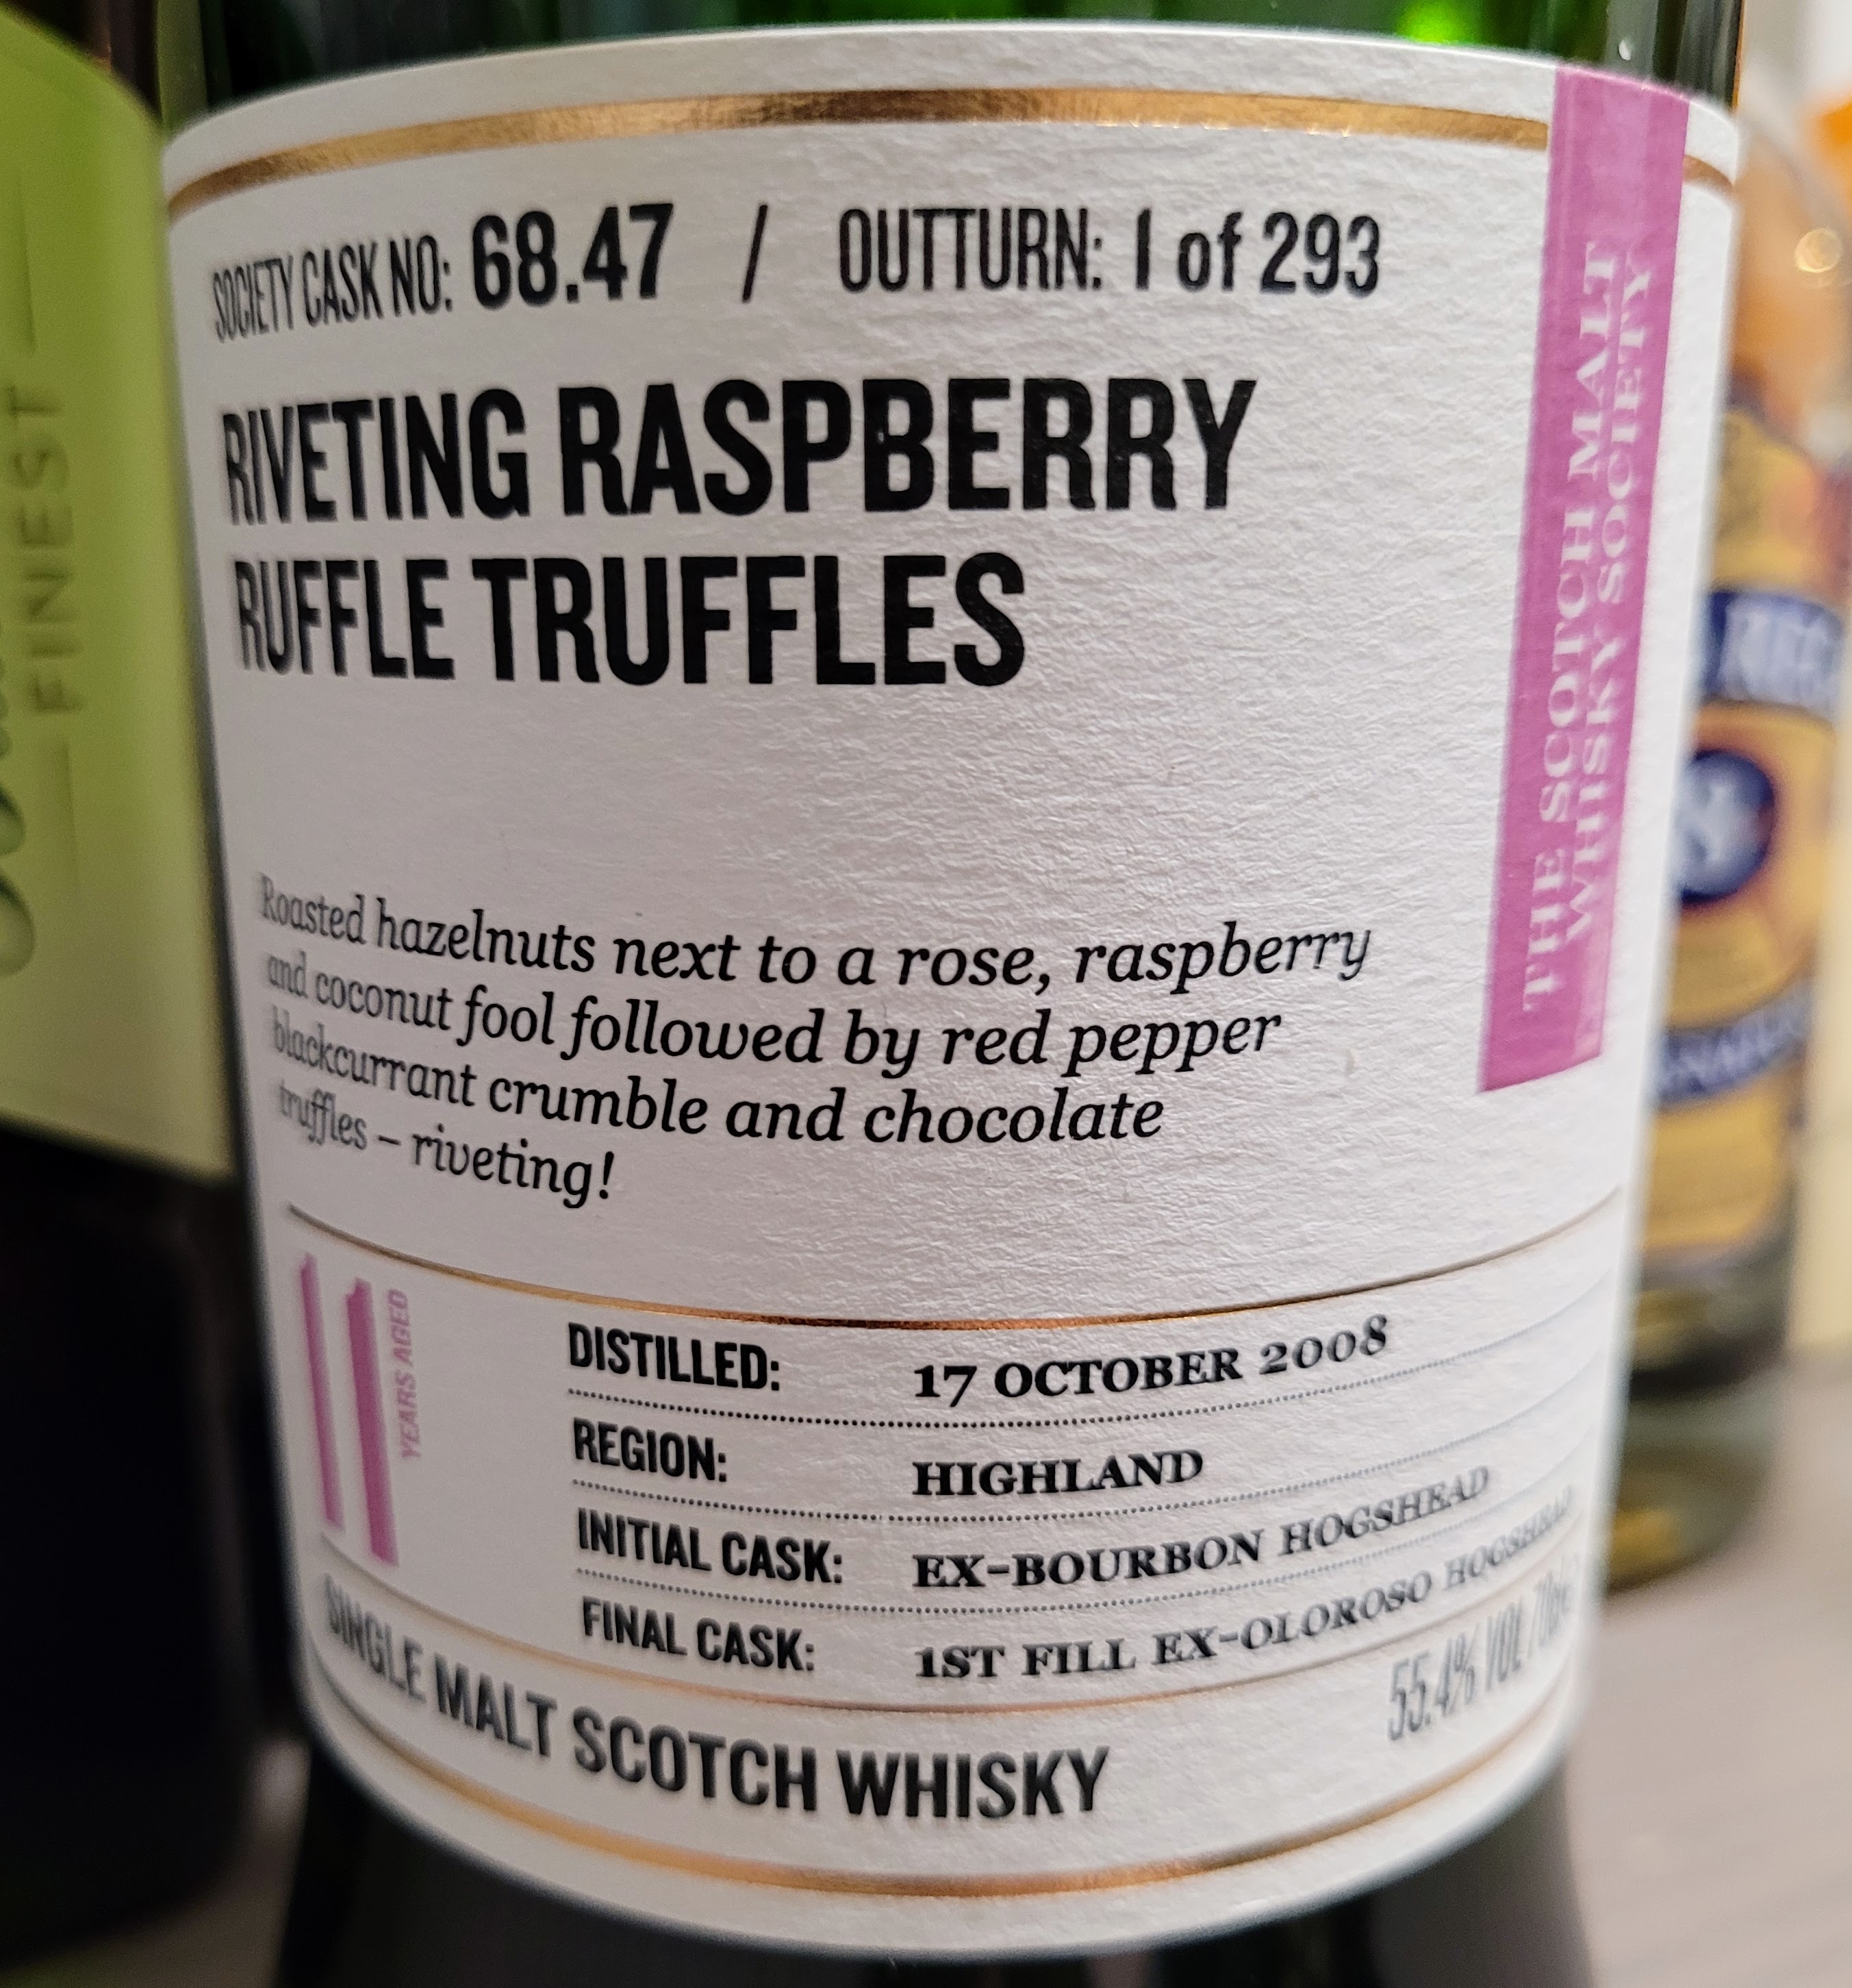 FINEST
SOCIETY CASK NO: 68.47 / OUTTURN: 1 of 293
RIVETING RASPBERRY
RUFFLE TRUFFLES
THE SCOTCH MALT
WHISKY SOCIETY
Roasted hazelnuts next to a rose, raspberry
and coconut fool followed by red pepper
blackcurrant crumble and chocolate
truffles – riveting!
11
YEARS AGED
DISTILLED: 17 OCTOBER 2008
REGION: HIGHLAND
INITIAL CASK: EX-BOURBON HOGSHEAD
FINAL CASK: 1ST FILL EX-OLOROSO HOGSHEAD
SINGLE MALT SCOTCH WHISKY
55.4% VOL